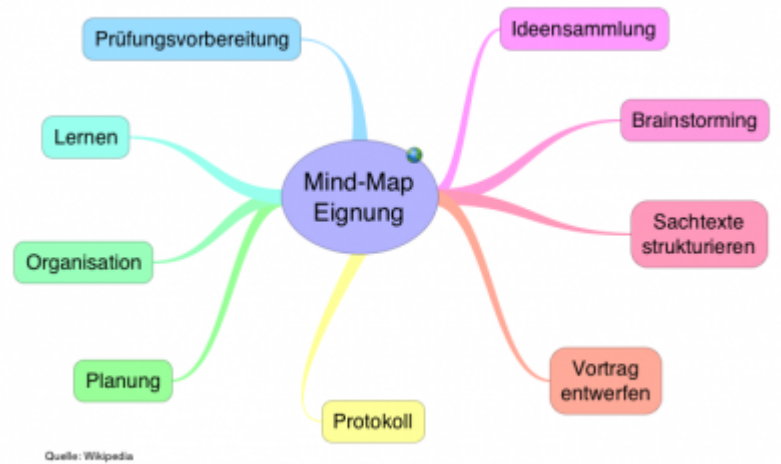 Prüfungsvorbereitung
Ideensammlung
Lernen
Brainstorming
Mind-Map
Eignung
Sachtexte
strukturieren
Organisation
Planung
Vortrag
entwerfen
Protokoll
Quelle: Wikipedia